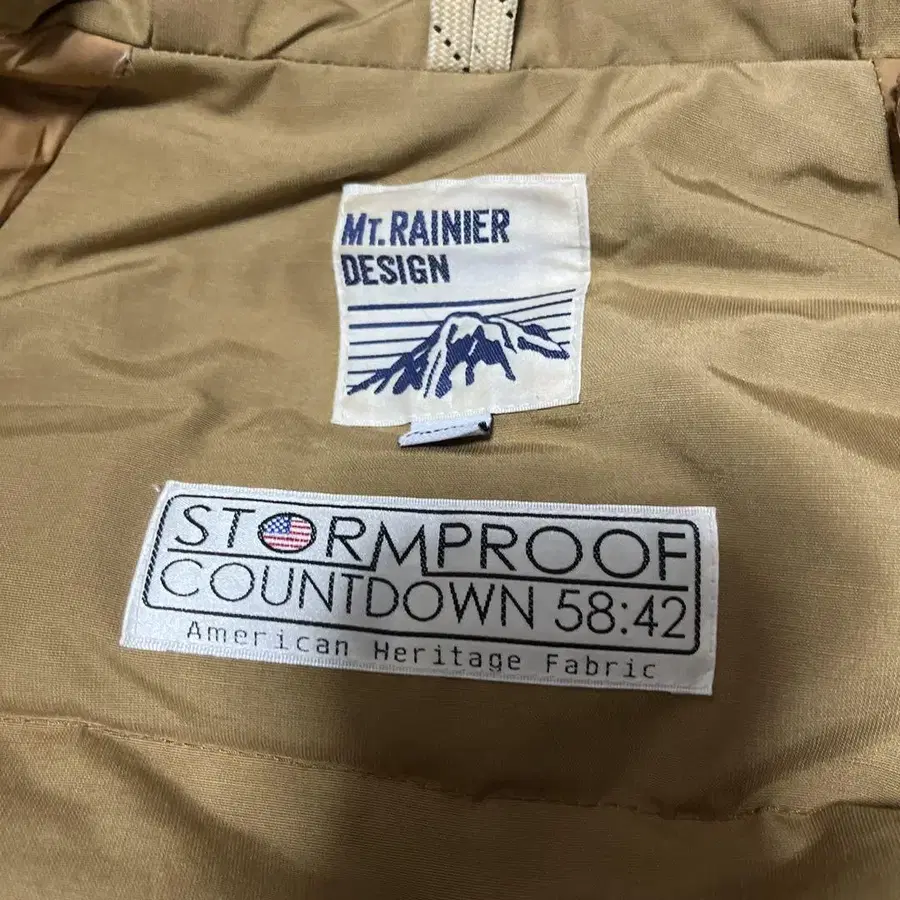 MT. RAINIER
DESIGN
STORMPROOF
COUNTDOWN 58:42
American Heritage Fabric